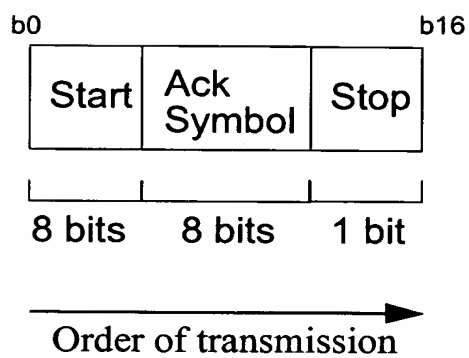 b0 b16
Start Ack Symbol Stop
8 bits 8 bits 1 bit
Order of transmission